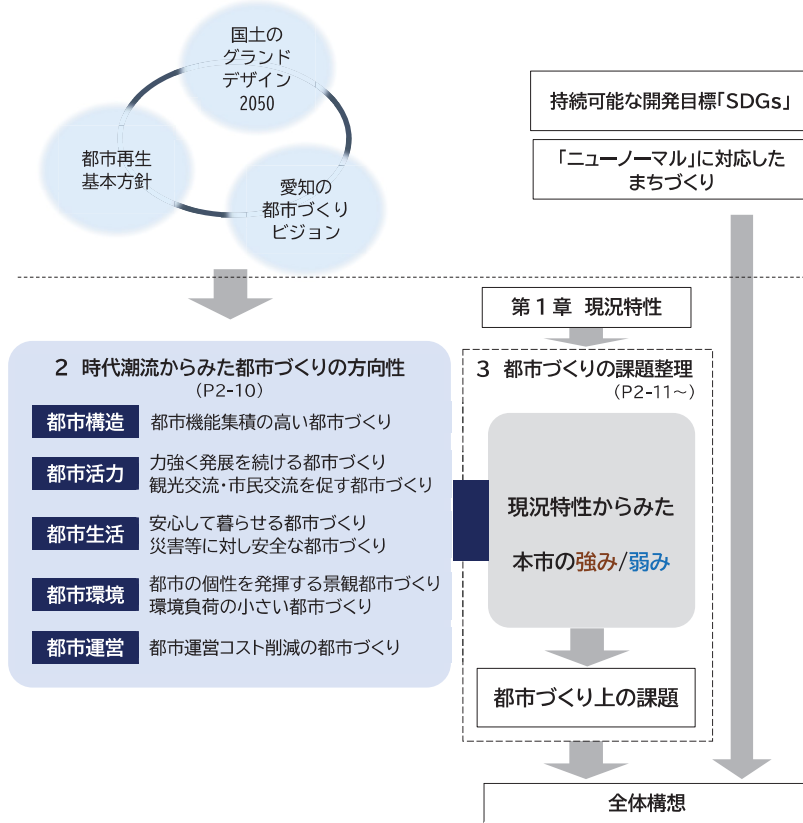 国土の
グランド
デザイン
2050
都市再生
基本方針
愛知の
都市づくり
ビジョン
持続可能な開発目標「SDGs」
「ニューノーマル」に対応した
まちづくり
第1章 現況特性
2 時代潮流からみた都市づくりの方向性
(P2-10)
都市構造 都市機能集積の高い都市づくり
都市活力 力強く発展を続ける都市づくり
観光交流・市民交流を促す都市づくり
都市生活 安心して暮らせる都市づくり
災害等に対し安全な都市づくり
都市環境 都市の個性を発揮する景観都市づくり
環境負荷の小さい都市づくり
都市運営 都市運営コスト削減の都市づくり
3 都市づくりの課題整理
(P2-11~)
現況特性からみた
本市の強み/弱み
都市づくり上の課題
全体構想